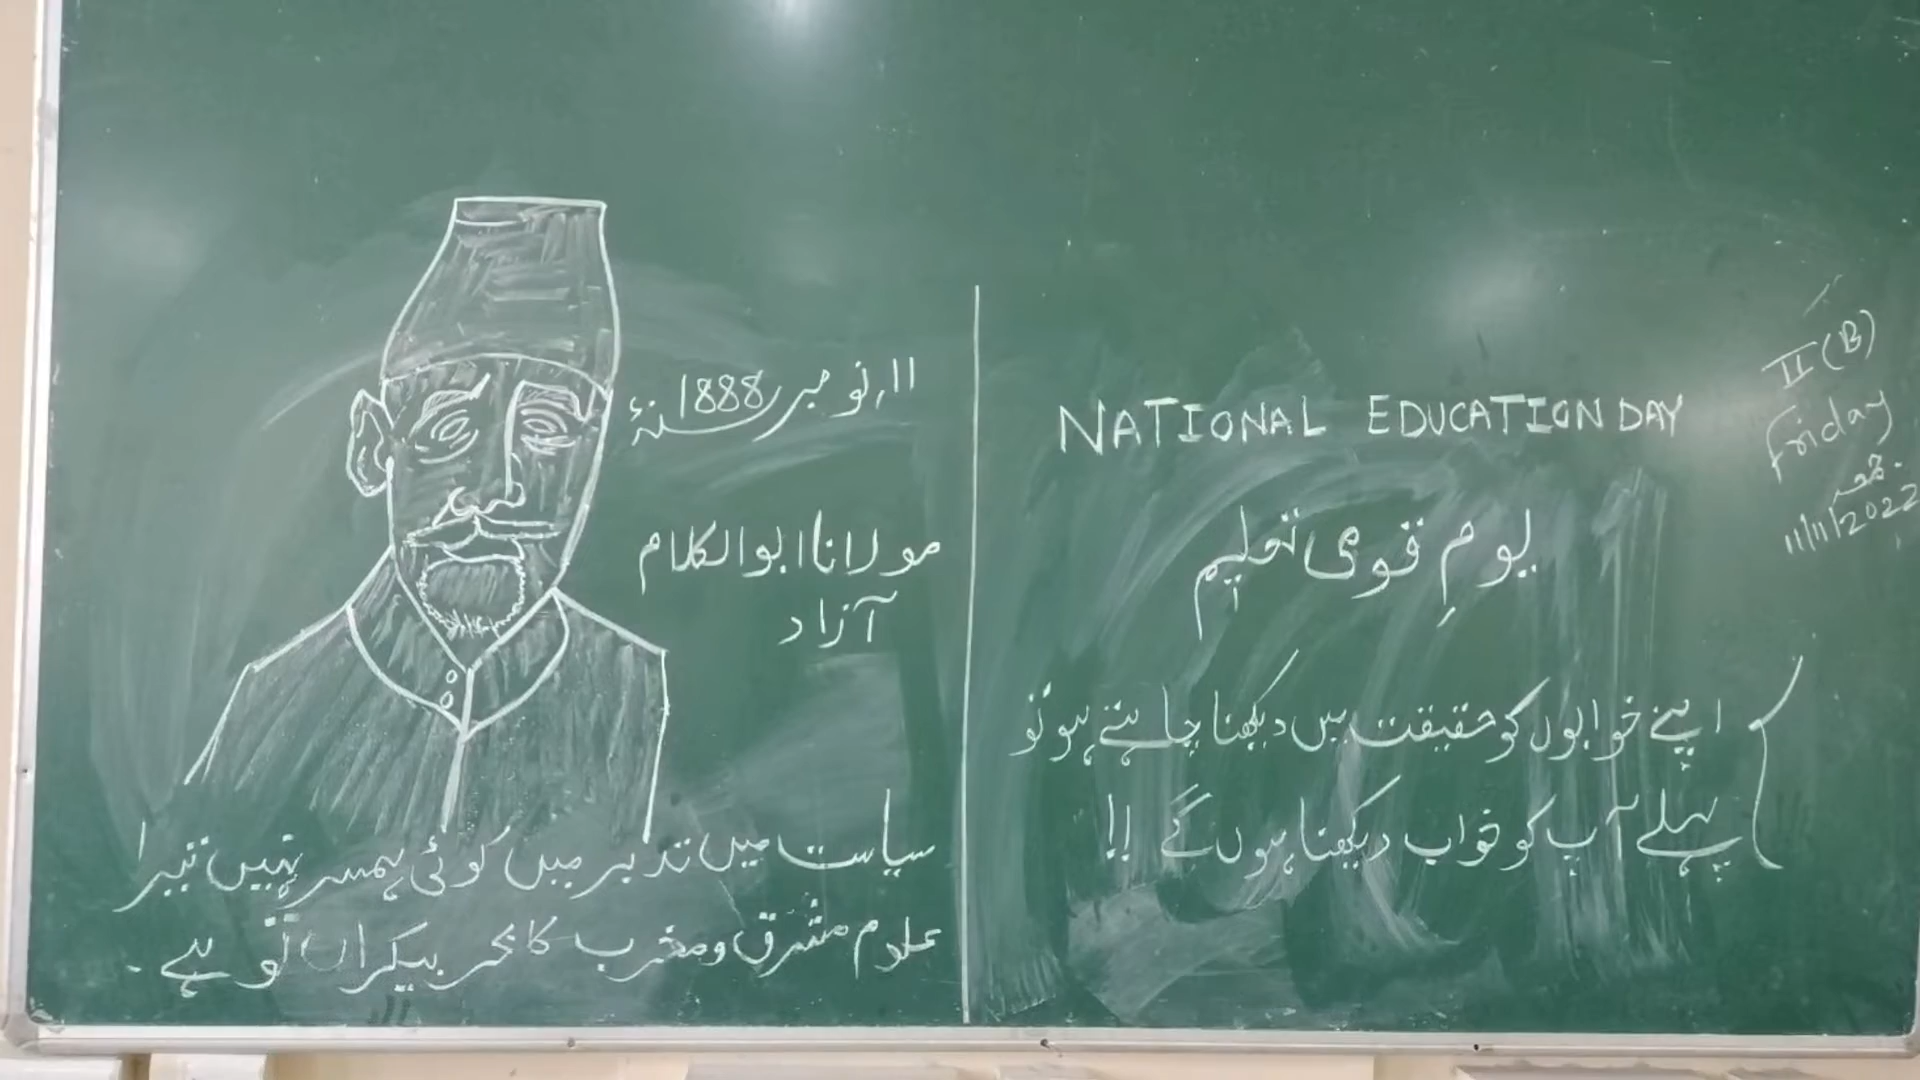 ۱۱؍نومبر 1888 سنہٴ
مولانا ابوالکلام
آزاد
سیاست میں تدبر میں کوئی ہمسر نہیں تیرا
علوم مشرق و مغرب کا بحر بیکراں تو ہے ۔
NATIONAL EDUCATION DAY
یومِ قومی تعلیم
اپنے خوابوں کو حقیقت میں دیکھنا چاہتے ہو تو
پہلے آپ کو خواب دیکھنا ہوں گے !!
II (B)
Friday
جمعہ
11/11/2022